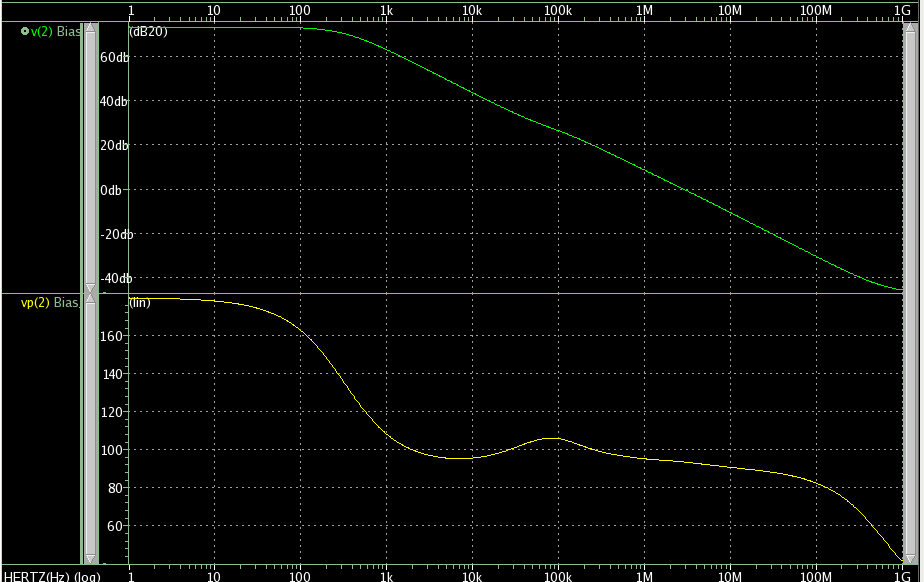 1 10 100 1k 10k 100k 1M 10M 100M 1G
v(2) Bias (dB20)
60db
40db
20db
0db
-20db
-40db
vp(2) Bias (lin)
160
140
120
100
80
60
HERTZ(Hz) (log) 1 10 100 1k 10k 100k 1M 10M 100M 1G